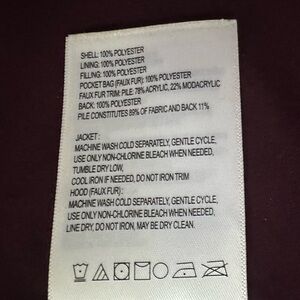 SHELL: 100% POLYESTER
LINING: 100% POLYESTER
FILLING: 100% POLYESTER
POCKET BAG (FAUX FUR): 100% POLYESTER
FAUX FUR TRIM: PILE: 78% ACRYLIC, 22% MODACRYLIC
BACK: 100% POLYESTER
PILE CONSTITUTES 89% OF FABRIC AND BACK 11%
JACKET :
MACHINE WASH COLD SEPARATELY, GENTLE CYCLE,
USE ONLY NON-CHLORINE BLEACH WHEN NEEDED,
TUMBLE DRY LOW,
COOL IRON IF NEEDED, DO NOT IRON TRIM
HOOD (FAUX FUR) :
MACHINE WASH COLD SEPARATELY, GENTLE CYCLE,
USE ONLY NON-CHLORINE BLEACH WHEN NEEDED,
LINE DRY, DO NOT IRON, MAY BE DRY CLEAN.